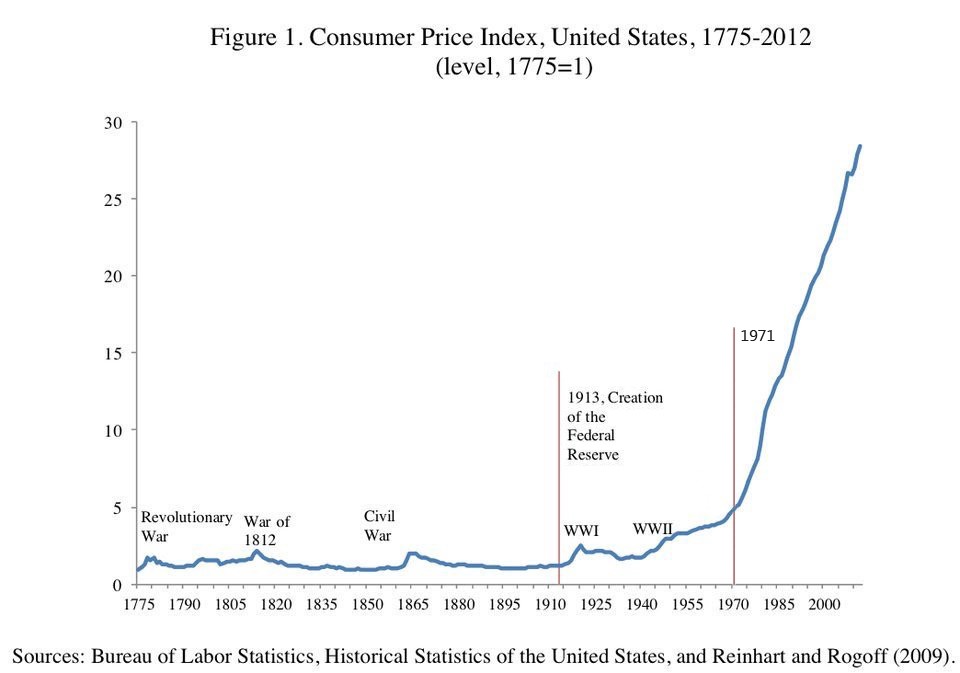 Figure 1. Consumer Price Index, United States, 1775-2012
(level, 1775=1)
30
25
20
15
10
5
0
1971
1913, Creation
of the
Federal
Reserve
Revolutionary
War
War of
1812
Civil
War
WWI
WWII
1775 1790 1805 1820 1835 1850 1865 1880 1895 1910 1925 1940 1955 1970 1985 2000
Sources: Bureau of Labor Statistics, Historical Statistics of the United States, and Reinhart and Rogoff (2009).